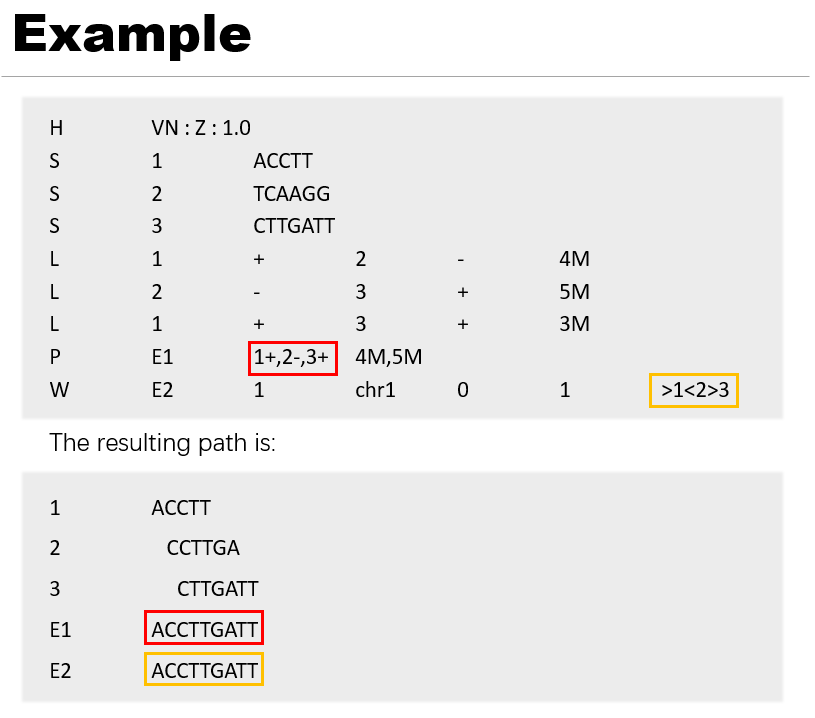 Example
H VN : Z : 1.0
S 1 ACCTT
S 2 TCAAGG
S 3 CTTGATT
L 1 + 2 - 4M
L 2 - 3 + 5M
L 1 + 3 + 3M
P E1 1+,2-,3+ 4M,5M
W E2 1 chr1 0 1 >1<2>3
The resulting path is:
1 ACCTT
2 CCTTGA
3 CTTGATT
E1 ACCTTGATT
E2 ACCTTGATT